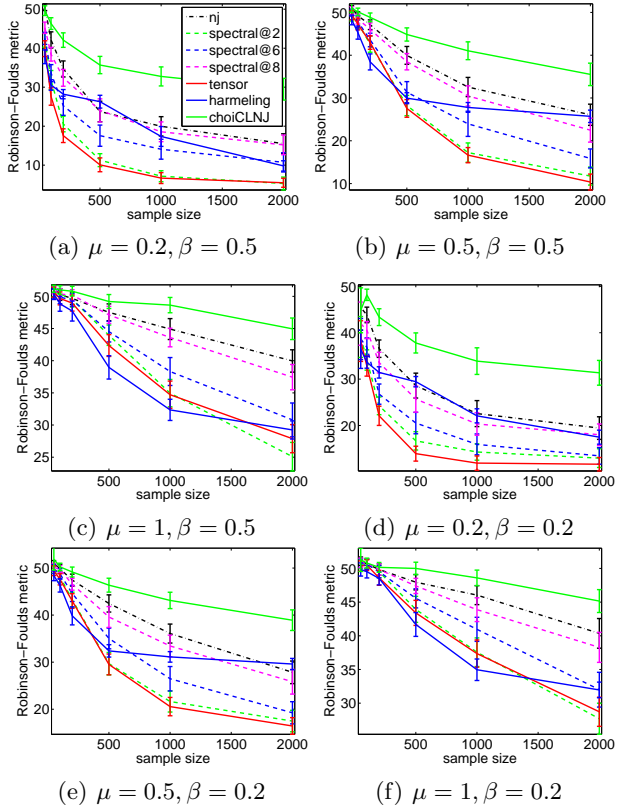 Robinson−Foulds metric
50
40
30
20
10
nj
spectral@2
spectral@6
spectral@8
tensor
harmeling
choiCLNJ
500 1000 1500 2000
sample size
(a) μ = 0.2, β = 0.5
Robinson−Foulds metric
50
40
30
20
10
500 1000 1500 2000
sample size
(b) μ = 0.5, β = 0.5
Robinson−Foulds metric
50
45
40
35
30
25
500 1000 1500 2000
sample size
(c) μ = 1, β = 0.5
Robinson−Foulds metric
50
40
30
20
500 1000 1500 2000
sample size
(d) μ = 0.2, β = 0.2
Robinson−Foulds metric
50
40
30
20
500 1000 1500 2000
sample size
(e) μ = 0.5, β = 0.2
Robinson−Foulds metric
50
45
40
35
30
500 1000 1500 2000
sample size
(f) μ = 1, β = 0.2